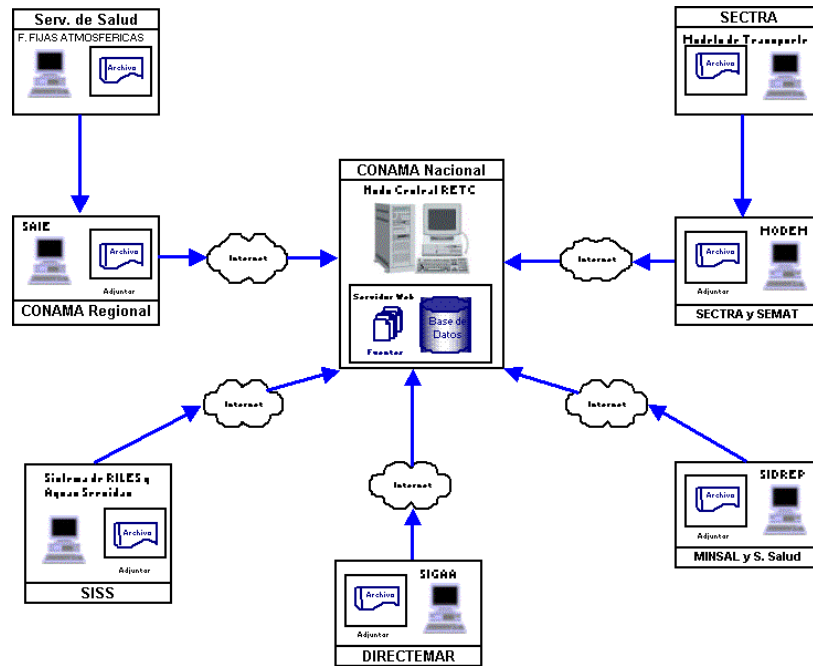 Serv. de Salud
F. FIJAS ATMOSFERICAS
Archivo
SECTRA
Modelo de Transporte
Archivo
CONAMA Nacional
Nodo Central RETC
Servidor Web
Fuentes
Base de
Datos
SAIE
Archivo
Adjuntar
CONAMA Regional
Internet
Internet
MODEM
Archivo
Adjuntar
SECTRA y SEMAT
Internet
Internet
Internet
Sistema de RILES y
Aguas Servidas
Archivo
Adjuntar
SISS
SIGAA
Archivo
Adjuntar
DIRECTEMAR
SIDREP
Archivo
Adjuntar
MINSAL y S. Salud